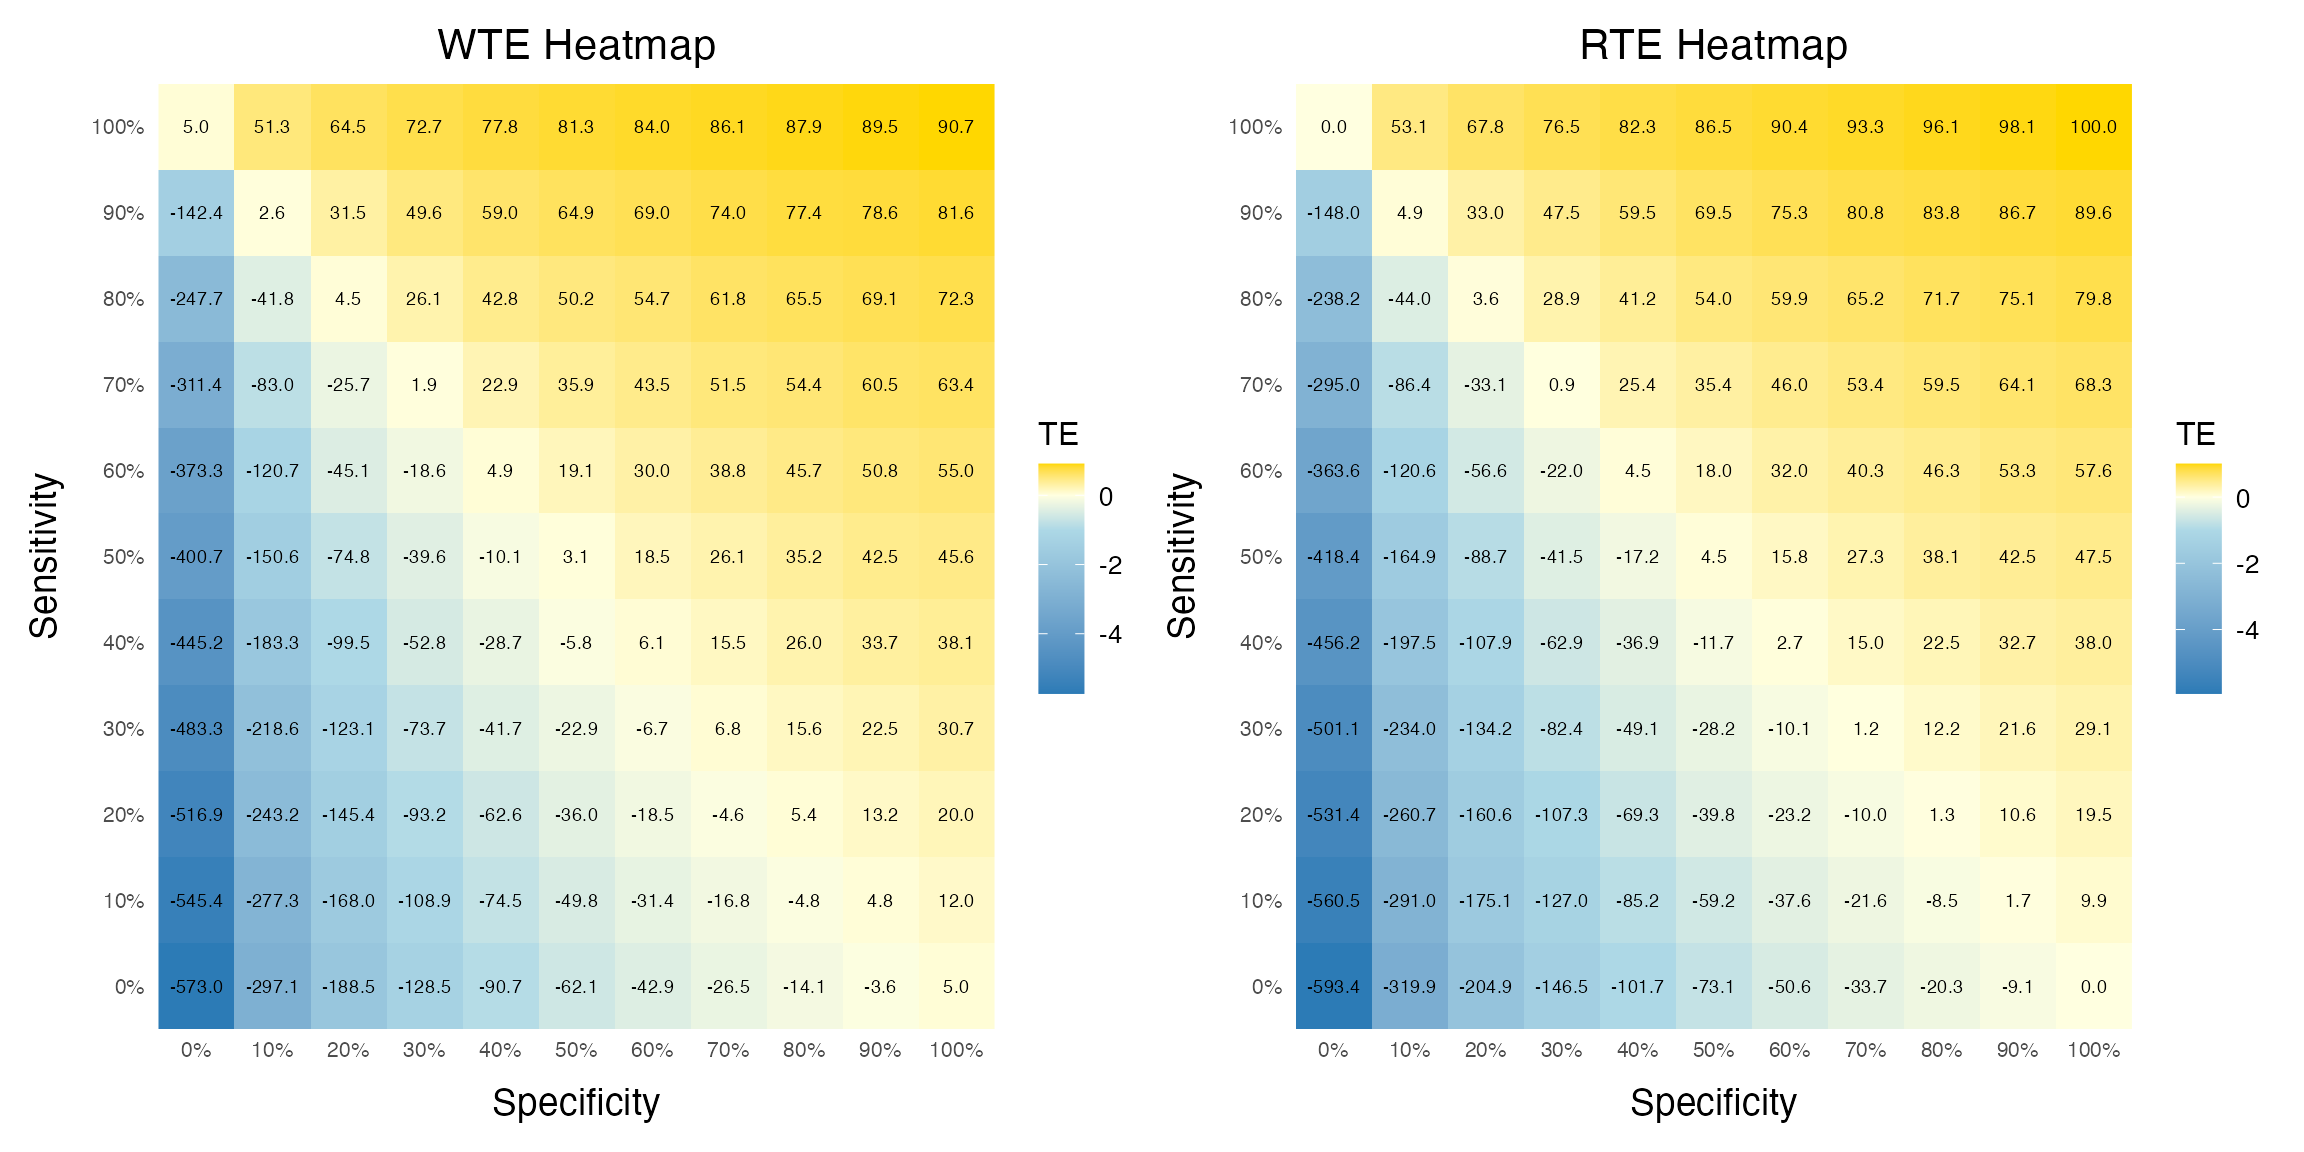 WTE Heatmap
Sensitivity
100% 5.0 51.3 64.5 72.7 77.8 81.3 84.0 86.1 87.9 89.5 90.7
90% -142.4 2.6 31.5 49.6 59.0 64.9 69.0 74.0 77.4 78.6 81.6
80% -247.7 -41.8 4.5 26.1 42.8 50.2 54.7 61.8 65.5 69.1 72.3
70% -311.4 -83.0 -25.7 1.9 22.9 35.9 43.5 51.5 54.4 60.5 63.4
60% -373.3 -120.7 -45.1 -18.6 4.9 19.1 30.0 38.8 45.7 50.8 55.0
50% -400.7 -150.6 -74.8 -39.6 -10.1 3.1 18.5 26.1 35.2 42.5 45.6
40% -445.2 -183.3 -99.5 -52.8 -28.7 -5.8 6.1 15.5 26.0 33.7 38.1
30% -483.3 -218.6 -123.1 -73.7 -41.7 -22.9 -6.7 6.8 15.6 22.5 30.7
20% -516.9 -243.2 -145.4 -93.2 -62.6 -36.0 -18.5 -4.6 5.4 13.2 20.0
10% -545.4 -277.3 -168.0 -108.9 -74.5 -49.8 -31.4 -16.8 -4.8 4.8 12.0
0% -573.0 -297.1 -188.5 -128.5 -90.7 -62.1 -42.9 -26.5 -14.1 -3.6 5.0
0% 10% 20% 30% 40% 50% 60% 70% 80% 90% 100%
Specificity
TE
0
-2
-4
RTE Heatmap
Sensitivity
100% 0.0 53.1 67.8 76.5 82.3 86.5 90.4 93.3 96.1 98.1 100.0
90% -148.0 4.9 33.0 47.5 59.5 69.5 75.3 80.8 83.8 86.7 89.6
80% -238.2 -44.0 3.6 28.9 41.2 54.0 59.9 65.2 71.7 75.1 79.8
70% -295.0 -86.4 -33.1 0.9 25.4 35.4 46.0 53.4 59.5 64.1 68.3
60% -363.6 -120.6 -56.6 -22.0 4.5 18.0 32.0 40.3 46.3 53.3 57.6
50% -418.4 -164.9 -88.7 -41.5 -17.2 4.5 15.8 27.3 38.1 42.5 47.5
40% -456.2 -197.5 -107.9 -62.9 -36.9 -11.7 2.7 15.0 22.5 32.7 38.0
30% -501.1 -234.0 -134.2 -82.4 -49.1 -28.2 -10.1 1.2 12.2 21.6 29.1
20% -531.4 -260.7 -160.6 -107.3 -69.3 -39.8 -23.2 -10.0 1.3 10.6 19.5
10% -560.5 -291.0 -175.1 -127.0 -85.2 -59.2 -37.6 -21.6 -8.5 1.7 9.9
0% -593.4 -319.9 -204.9 -146.5 -101.7 -73.1 -50.6 -33.7 -20.3 -9.1 0.0
0% 10% 20% 30% 40% 50% 60% 70% 80% 90% 100%
Specificity
TE
0
-2
-4